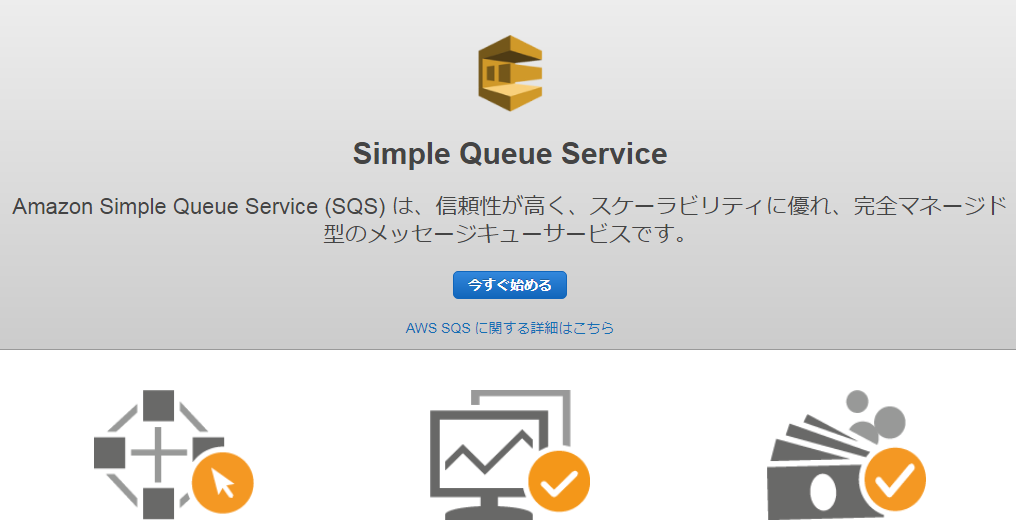 Simple Queue Service
Amazon Simple Queue Service (SQS) は、信頼性が高く、スケーラビリティに優れ、完全マネージド
型のメッセージキューサービスです。
今すぐ始める
AWS SQS に関する詳細はこちら